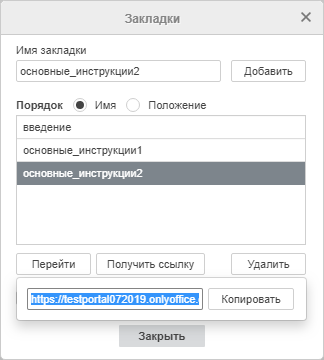 Закладки
Имя закладки
основные_инструкции2 Добавить
Порядок Имя Положение
введение
основные_инструкции1
основные_инструкции2
Перейти Получить ссылку Удалить
https://testportal072019.onlyoffice. Копировать
Закрыть